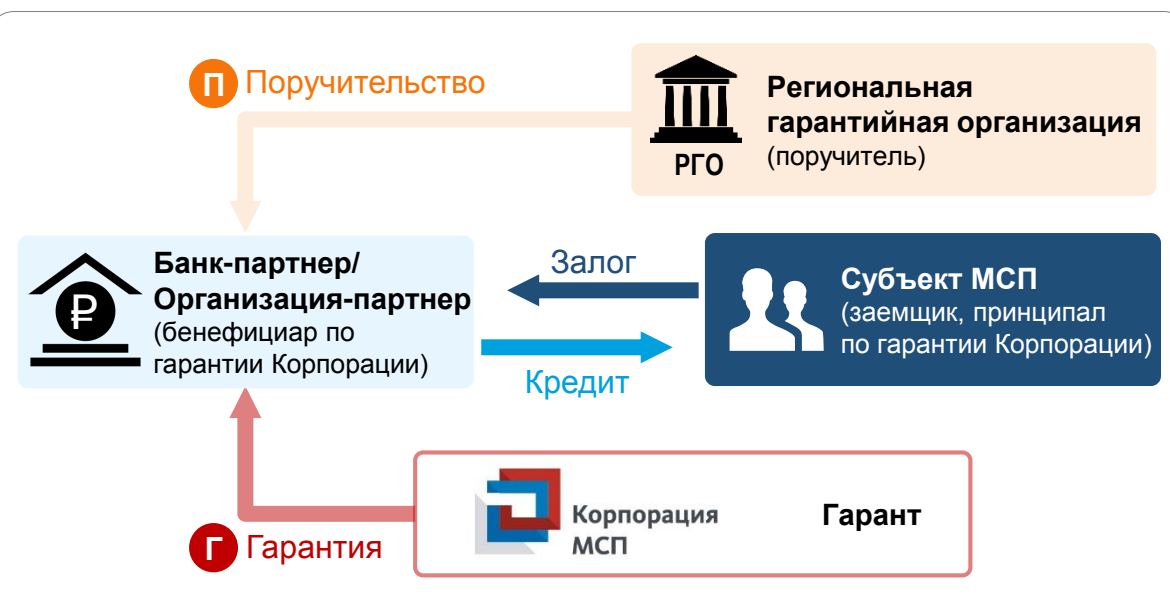 П Поручительство
Региональная
гарантийная организация
(поручитель)
РГО
Банк-партнер/
Организация-партнер
(бенефициар по
гарантии Корпорации)
₽
Залог
Кредит
Субъект МСП
(заемщик, принципал
по гарантии Корпорации)
Г Гарантия
Корпорация
МСП
Гарант